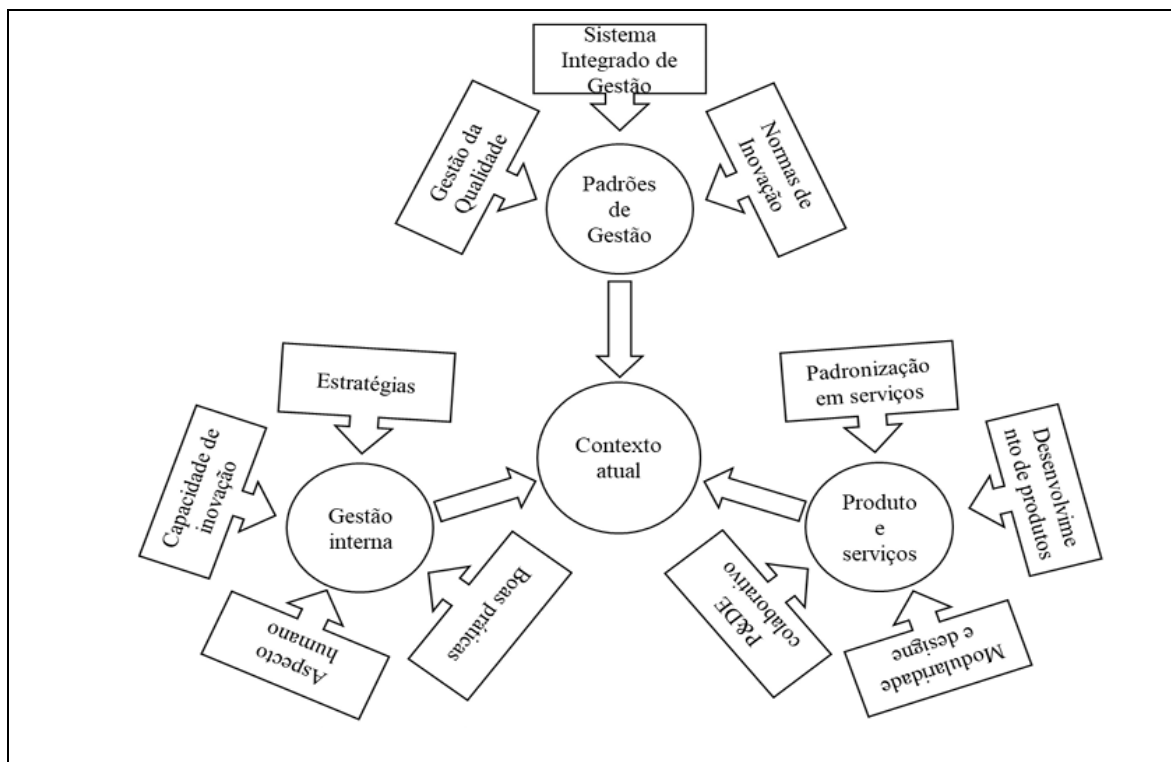 Sistema
Integrado de
Gestão
Gestão da
Qualidade
Normas de
Inovação
Padrões
de
Gestão
Estratégias
Padronização
em serviços
Capacidade de
inovação
Contexto
atual
Desenvolvime
nto de produtos
Gestão
interna
Produto
e
serviços
Aspecto
humano
Boas práticas
P&DE
colaborativo
Modularidade
e designe